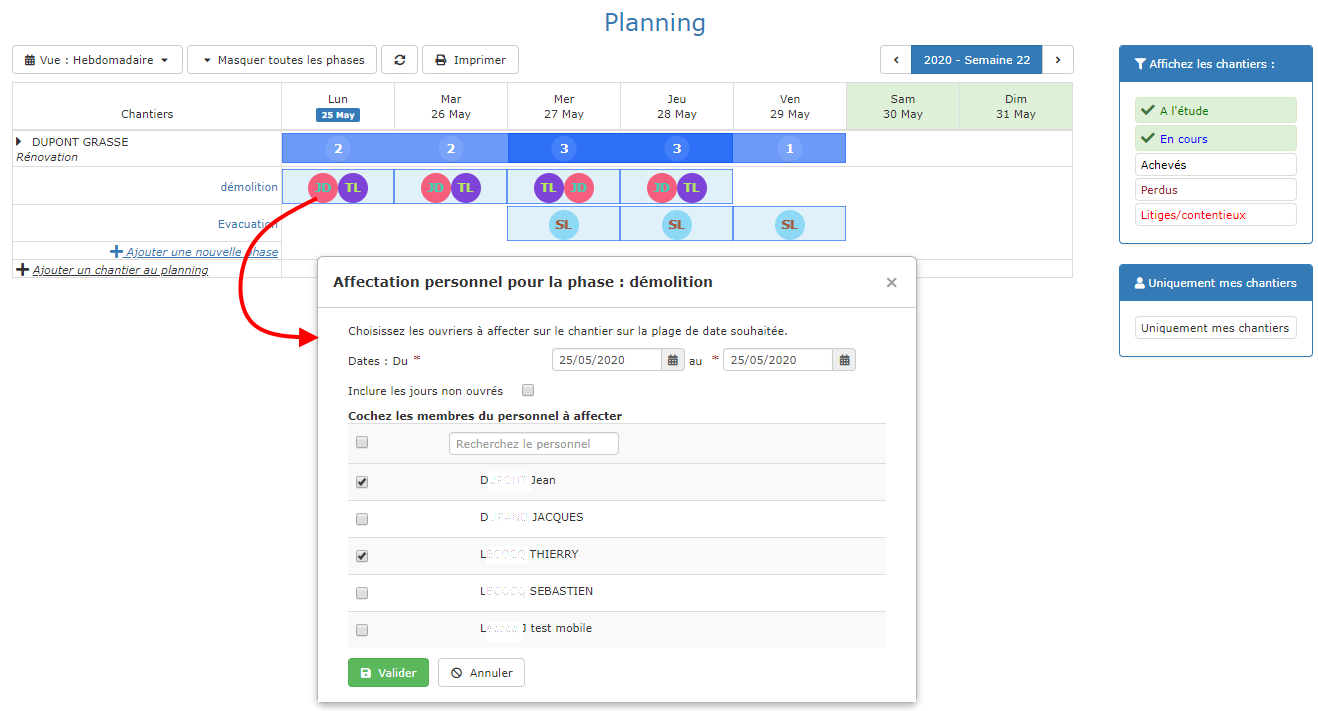 Planning
Vue : Hebdomadaire
Masquer toutes les phases
Imprimer
2020 - Semaine 22
Chantiers
Lun
25 May
Mar
26 May
Mer
27 May
Jeu
28 May
Ven
29 May
Sam
30 May
Dim
31 May
DUPONT GRASSE
Rénovation
2 2 3 3 1
démolition
JD TL JD TL TL JD JD TL
Evacuation
SL SL SL
Ajouter une nouvelle phase
Ajouter un chantier au planning
Affectation personnel pour la phase : démolition
×
Choisissez les ouvriers à affecter sur le chantier sur la plage de date souhaitée.
Dates : Du * 25/05/2020 au * 25/05/2020
Inclure les jours non ouvrés
Cochez les membres du personnel à affecter
Recherchez le personnel
Jean
JACQUES
THIERRY
SEBASTIEN
J test mobile
Valider
Annuler
Affichez les chantiers :
A l'étude
En cours
Achevés
Perdus
Litiges/contentieux
Uniquement mes chantiers
Uniquement mes chantiers